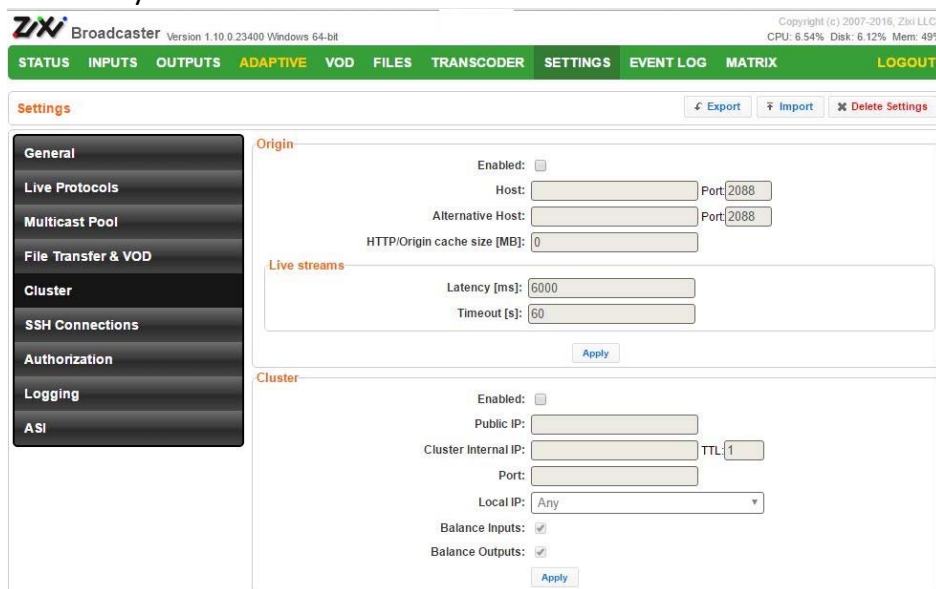 ZiXi Broadcaster Version 1.10.0.23400 Windows 64-bit
Copyright (c) 2007-2016, Zixi LLC
CPU: 6.54% Disk: 6.12% Mem: 49%
STATUS INPUTS OUTPUTS ADAPTIVE VOD FILES TRANSCODER SETTINGS EVENT LOG MATRIX LOGOUT
Settings Export Import Delete Settings
General
Live Protocols
Multicast Pool
File Transfer & VOD
Cluster
SSH Connections
Authorization
Logging
ASI
Origin
Enabled:
Host: Port: 2088
Alternative Host: Port: 2088
HTTP/Origin cache size [MB]: 0
Live streams
Latency [ms]: 6000
Timeout [s]: 60
Apply
Cluster
Enabled:
Public IP:
Cluster Internal IP: TTL: 1
Port:
Local IP: Any
Balance Inputs:
Balance Outputs:
Apply